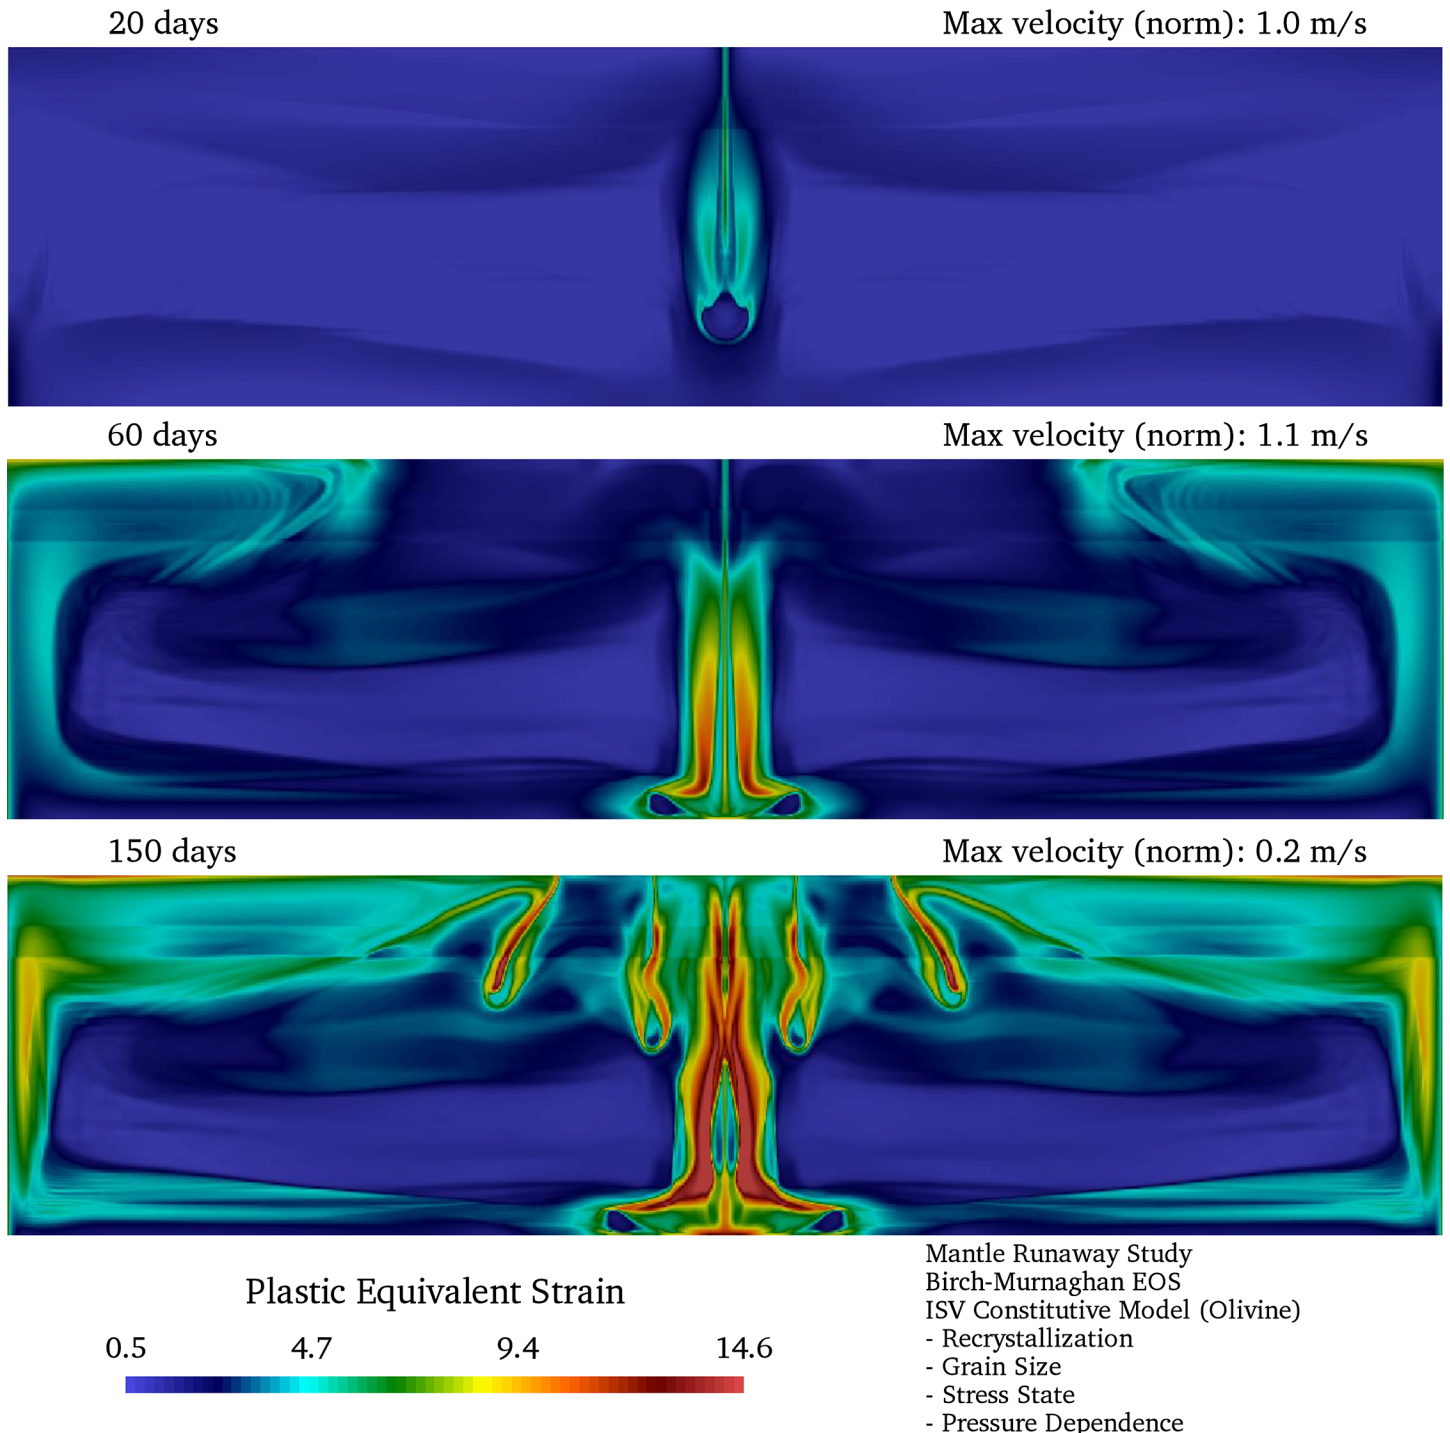 20 days Max velocity (norm): 1.0 m/s
60 days Max velocity (norm): 1.1 m/s
150 days Max velocity (norm): 0.2 m/s
Plastic Equivalent Strain
0.5 4.7 9.4 14.6
Mantle Runaway Study
Birch-Murnaghan EOS
ISV Constitutive Model (Olivine)
- Recrystallization
- Grain Size
- Stress State
- Pressure Dependence